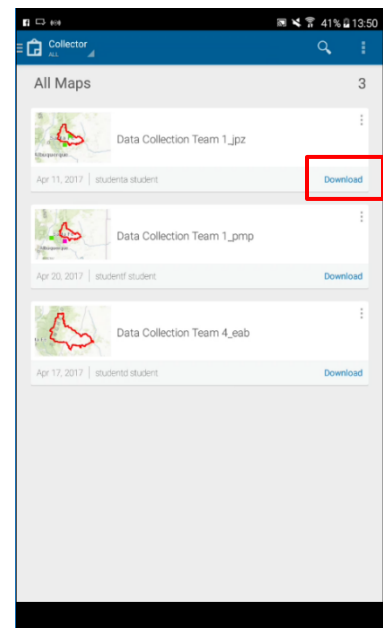 41% 13:50
Collector
ALL
All Maps 3
Data Collection Team 1_jpz
Apr 11, 2017 | studenta student Download
Data Collection Team 1_pmp
Apr 20, 2017 | studentf student Download
Data Collection Team 4_eab
Apr 17, 2017 | studentd student Download